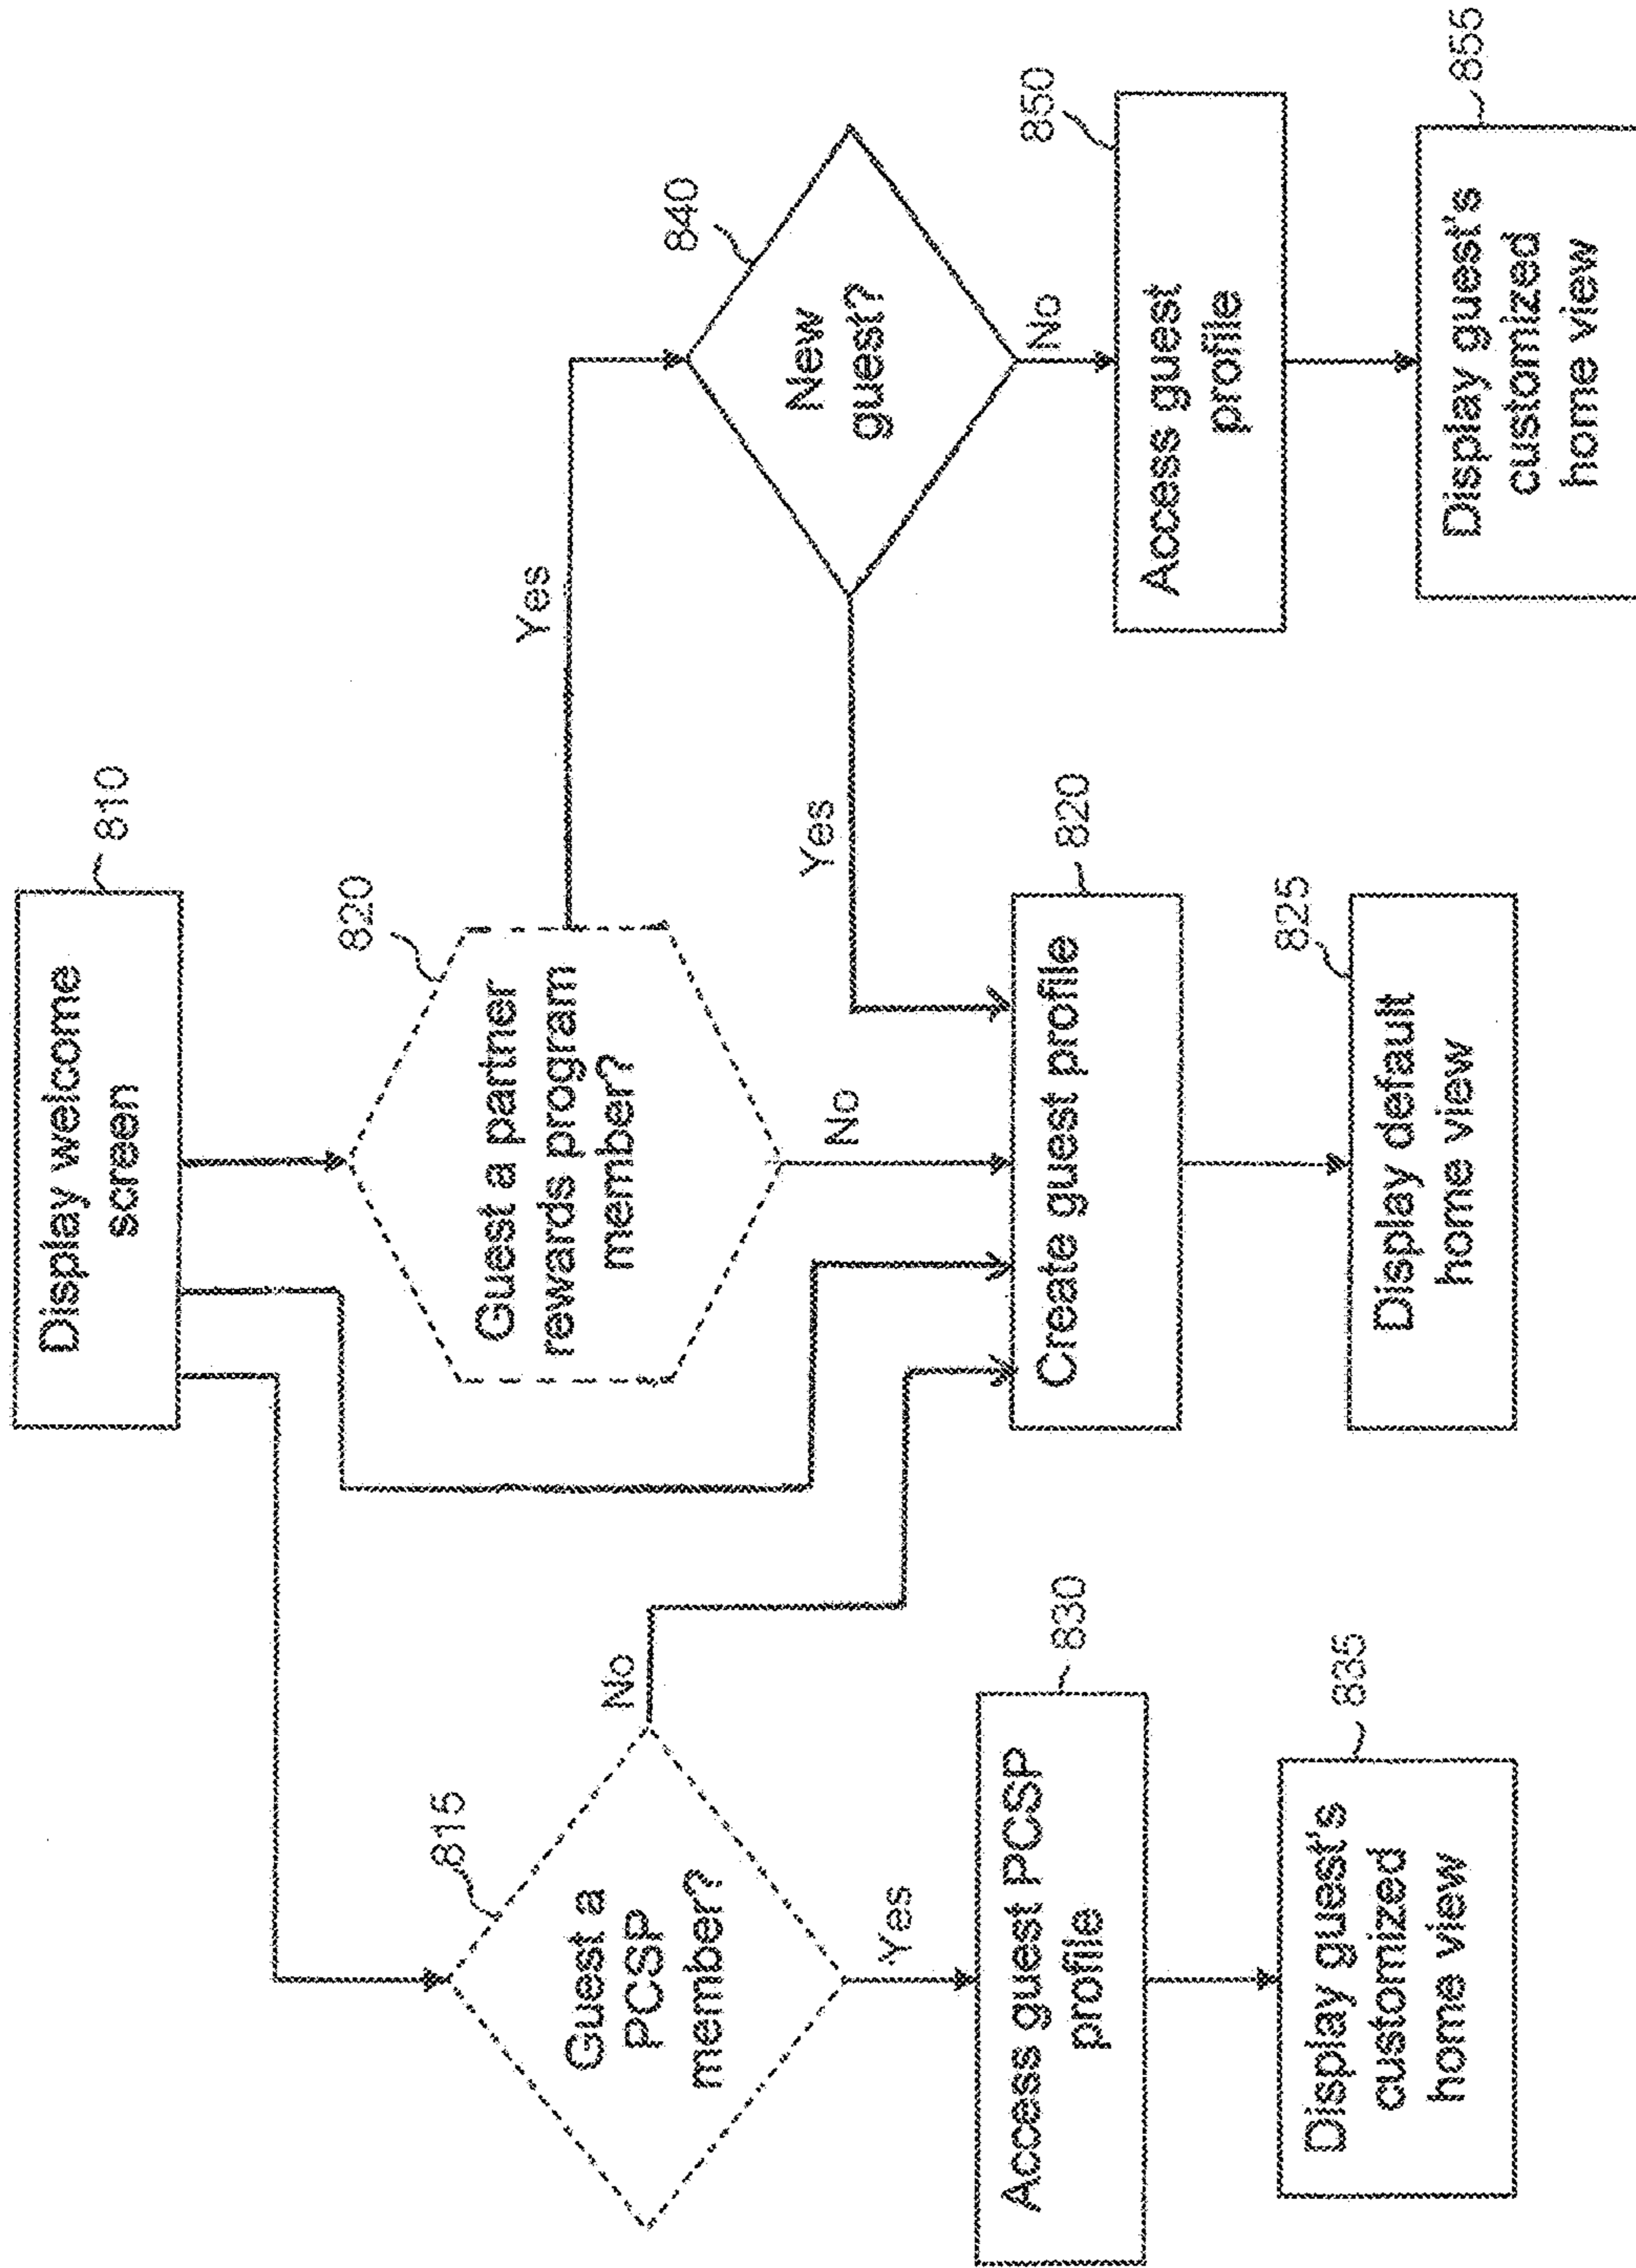 Display welcome
screen
810
Guest a
PCSP
member?
815
Guest a partner
rewards program
member?
820
Yes
New
guest?
840
No
Yes
No
Yes
No
Access guest PCSP
profile
830
Create guest profile
820
Access guest
profile
850
Display guest's
customized
home view
835
Display default
home view
825
Display guest's
customized
home view
855